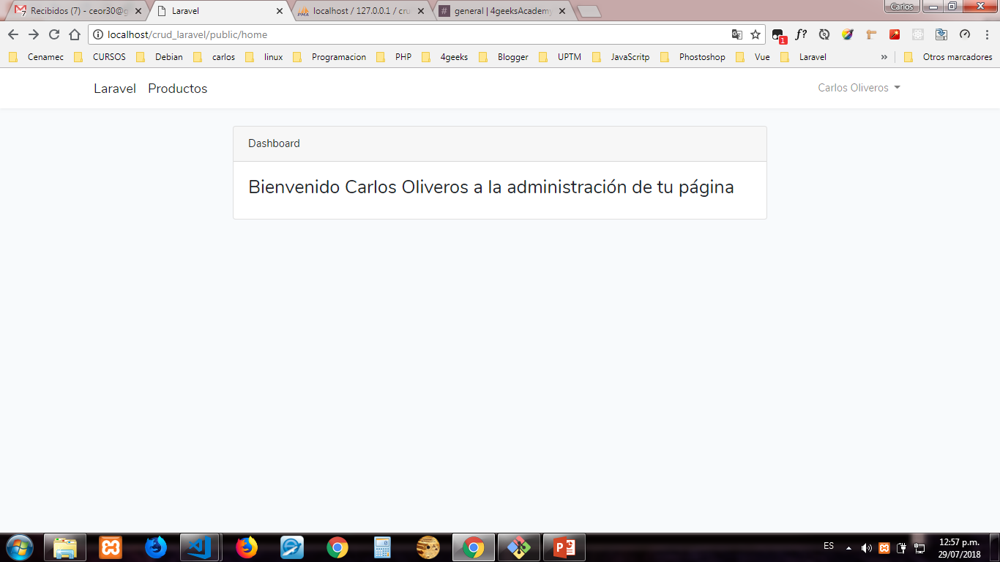 Recibidos (7) - ceor30@g
Laravel
localhost / 127.0.0.1 / cru
general | 4geeksAcademy
Carlos
localhost/crud_laravel/public/home
f?
1
Cenamec
CURSOS
Debian
carlos
linux
Programacion
PHP
4geeks
Blogger
UPTM
JavaScritp
Phostoshop
Vue
Laravel
»
Otros marcadores
Laravel
Productos
Carlos Oliveros
Dashboard
Bienvenido Carlos Oliveros a la administración de tu página
ES
12:57 p.m.
29/07/2018